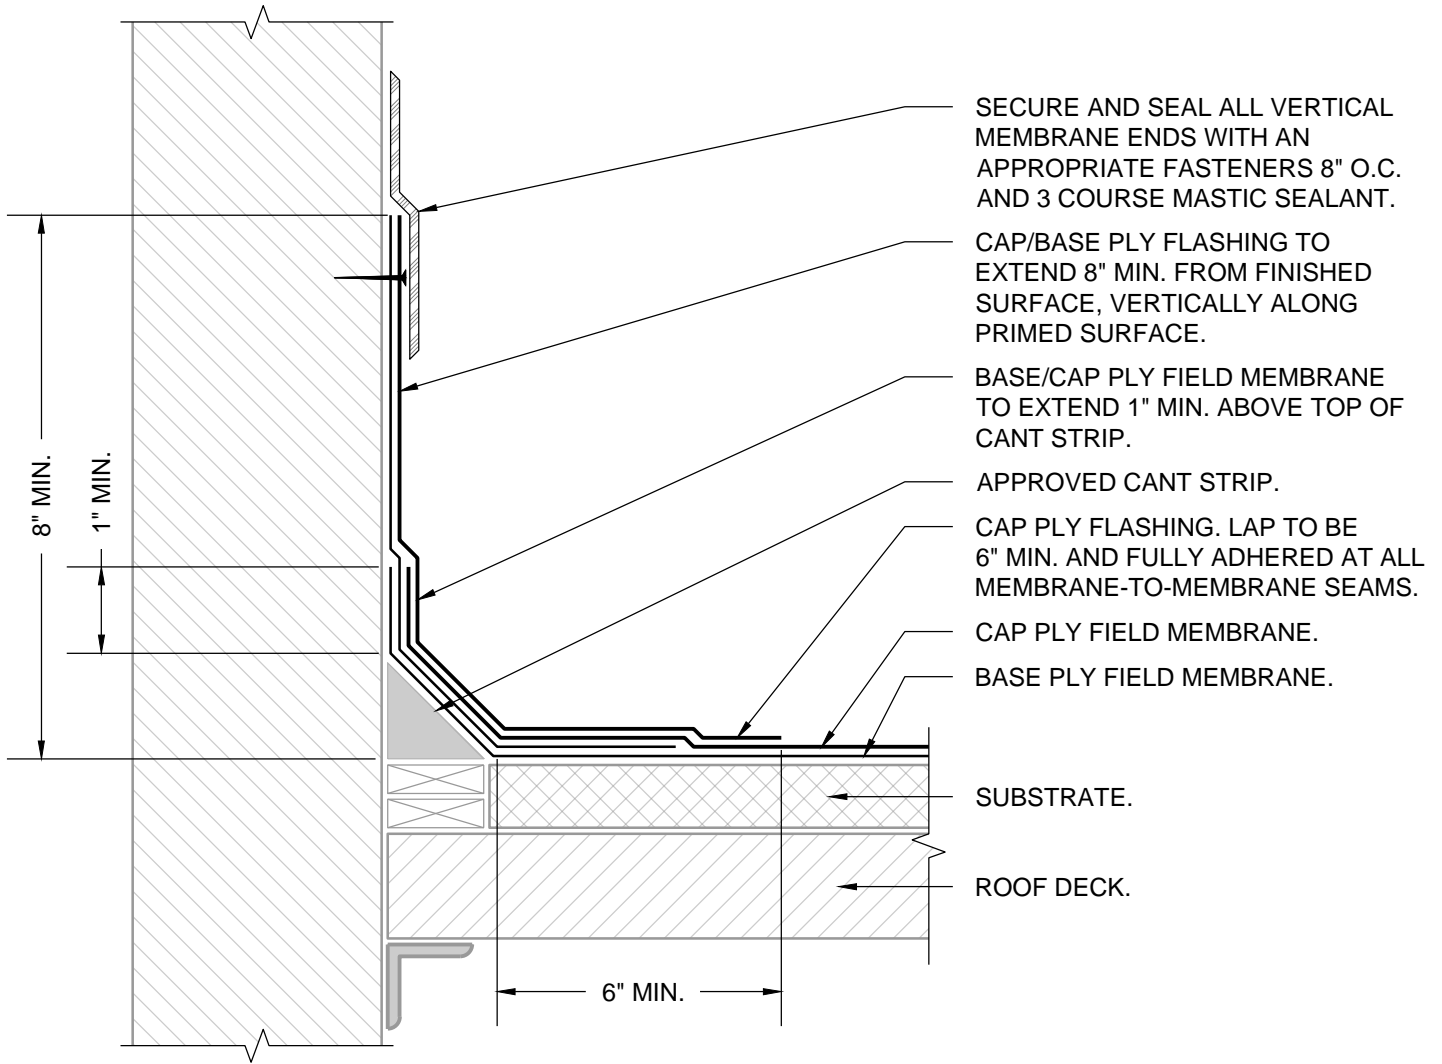 SECURE AND SEAL ALL VERTICAL
MEMBRANE ENDS WITH AN
APPROPRIATE FASTENERS 8" O.C.
AND 3 COURSE MASTIC SEALANT.
CAP/BASE PLY FLASHING TO
EXTEND 8" MIN. FROM FINISHED
SURFACE, VERTICALLY ALONG
PRIMED SURFACE.
BASE/CAP PLY FIELD MEMBRANE
TO EXTEND 1" MIN. ABOVE TOP OF
CANT STRIP.
APPROVED CANT STRIP.
CAP PLY FLASHING. LAP TO BE
6" MIN. AND FULLY ADHERED AT ALL
MEMBRANE-TO-MEMBRANE SEAMS.
CAP PLY FIELD MEMBRANE.
BASE PLY FIELD MEMBRANE.
SUBSTRATE.
ROOF DECK.
8" MIN.
1" MIN.
6" MIN.